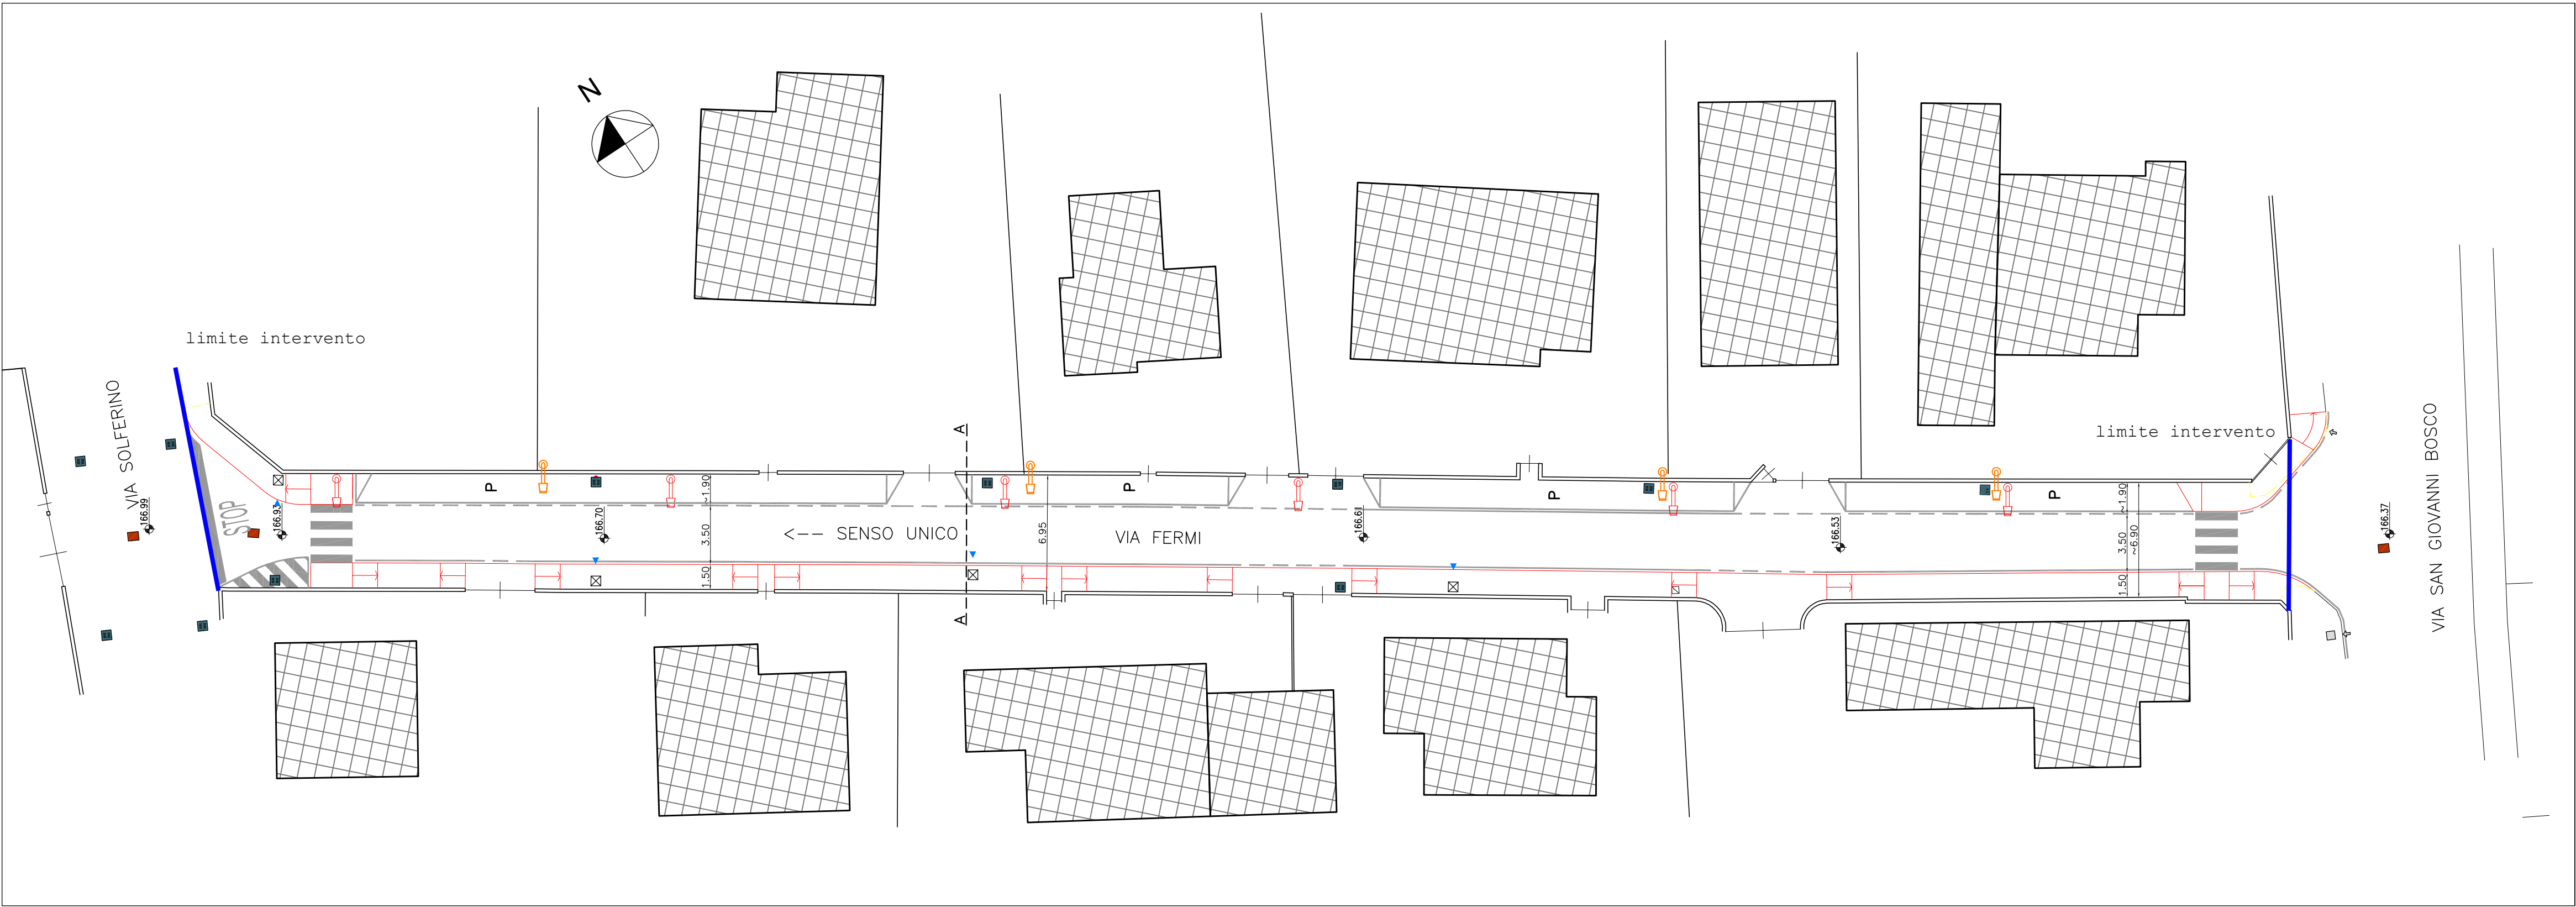 N
limite intervento
VIA SOLFERINO
166.99
STOP
166.93
P
166.70
~1.90
3.50
1.50
<-- SENSO UNICO
A
A
6.95
VIA FERMI
P
166.61
P
166.53
P
~1.90
3.50
1.50
~6.90
limite intervento
166.37
VIA SAN GIOVANNI BOSCO